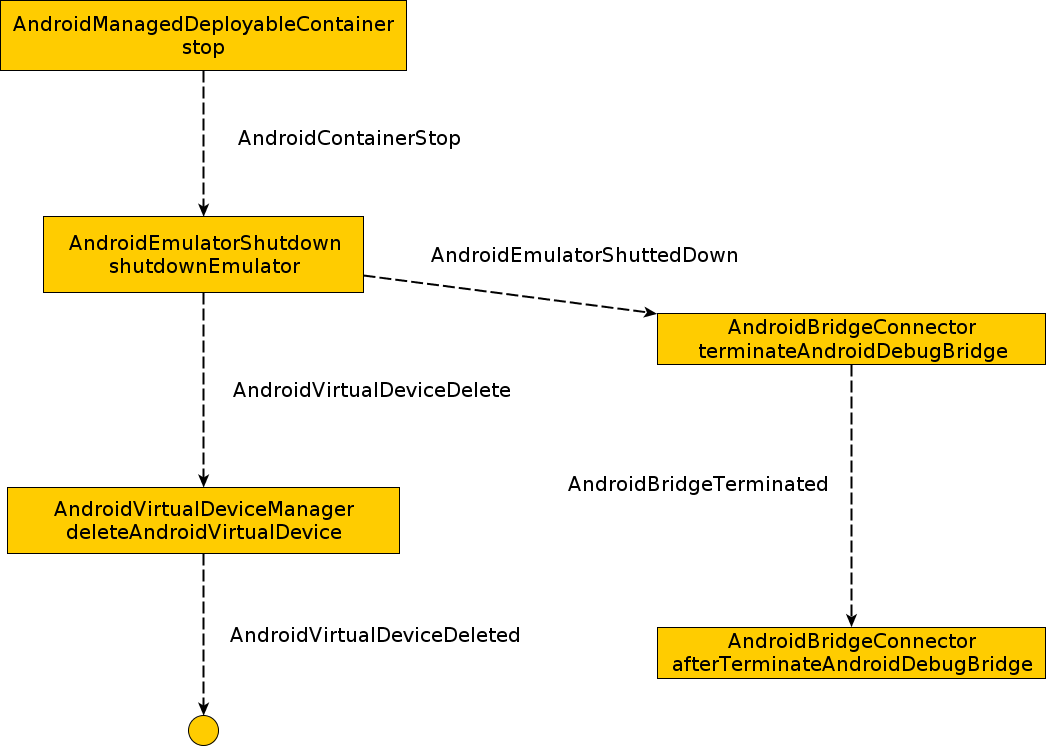 AndroidManagedDeployableContainer
stop
AndroidContainerStop
AndroidEmulatorShutdown
shutdownEmulator
AndroidEmulatorShuttedDown
AndroidBridgeConnector
terminateAndroidDebugBridge
AndroidVirtualDeviceDelete
AndroidBridgeTerminated
AndroidVirtualDeviceManager
deleteAndroidVirtualDevice
AndroidVirtualDeviceDeleted
AndroidBridgeConnector
afterTerminateAndroidDebugBridge